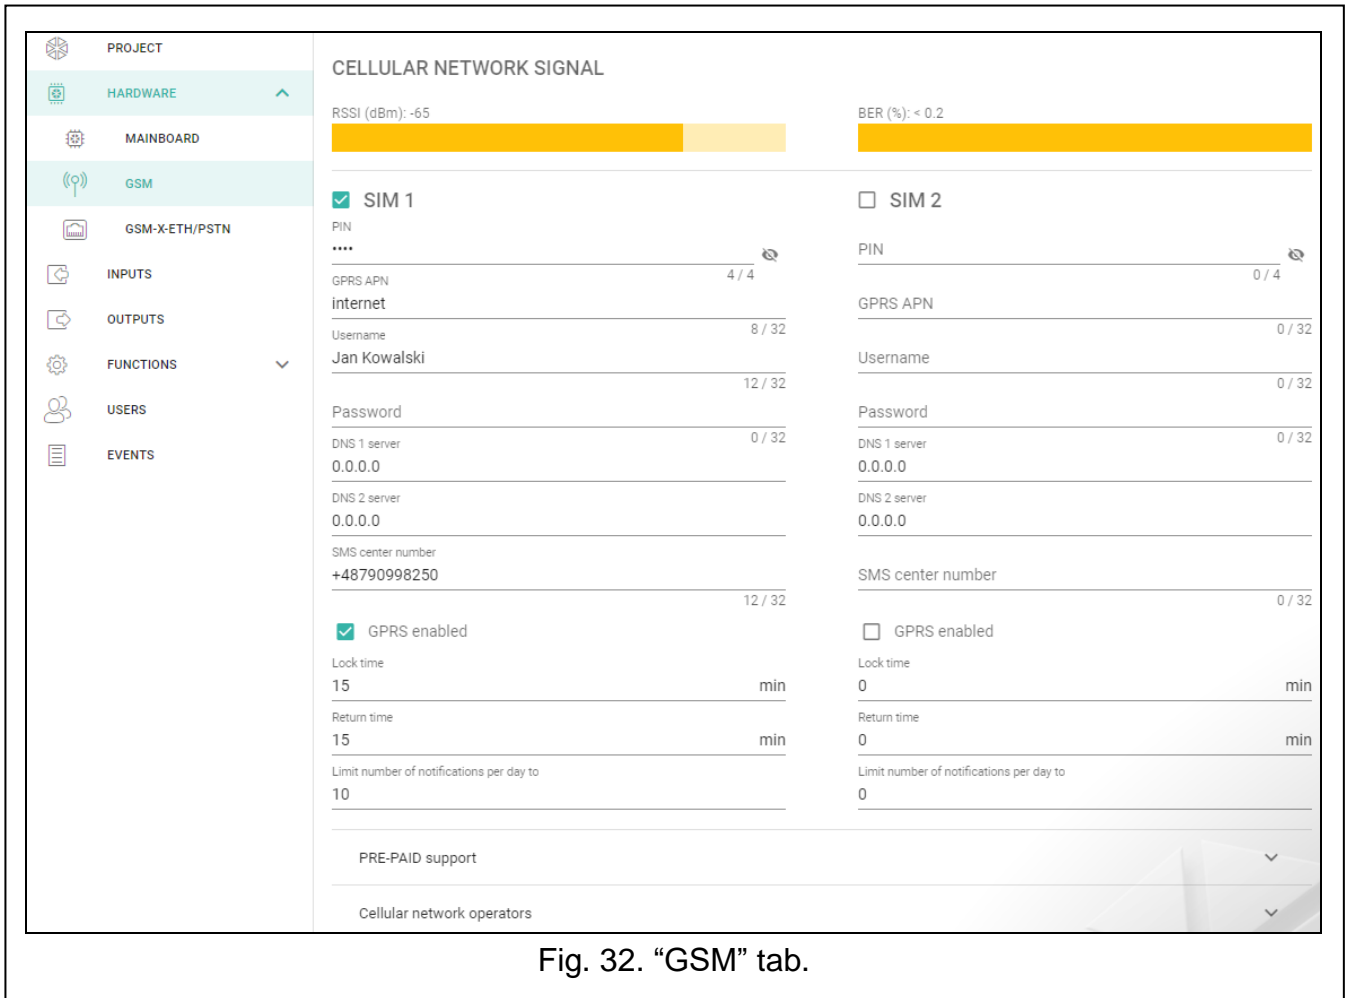 PROJECT
HARDWARE
MAINBOARD
GSM
GSM-X-ETH/PSTN
INPUTS
OUTPUTS
FUNCTIONS
USERS
EVENTS
CELLULAR NETWORK SIGNAL
RSSI (dBm): -65
BER (%): < 0.2
SIM 1
PIN
••••
4 / 4
GPRS APN
internet
8 / 32
Username
Jan Kowalski
12 / 32
Password
0 / 32
DNS 1 server
0.0.0.0
DNS 2 server
0.0.0.0
SMS center number
+48790998250
12 / 32
GPRS enabled
Lock time
15 min
Return time
15 min
Limit number of notifications per day to
10
SIM 2
PIN
0 / 4
GPRS APN
0 / 32
Username
0 / 32
Password
0 / 32
DNS 1 server
0.0.0.0
DNS 2 server
0.0.0.0
SMS center number
0 / 32
GPRS enabled
Lock time
0 min
Return time
0 min
Limit number of notifications per day to
0
PRE-PAID support
Cellular network operators
Fig. 32. “GSM” tab.